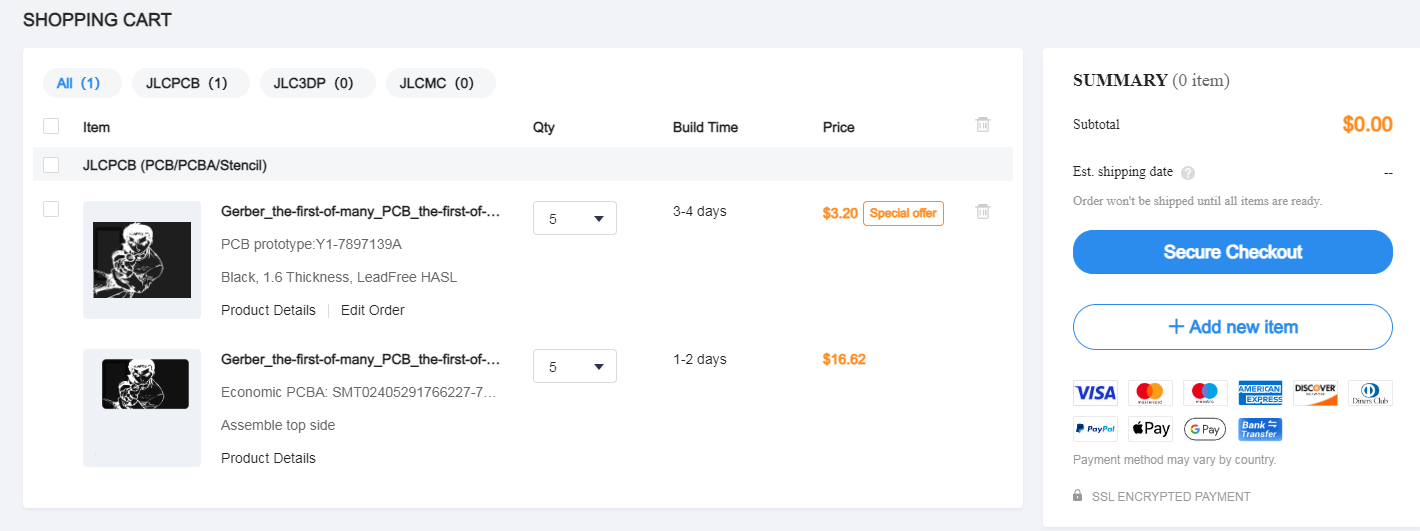 SHOPPING CART
All (1)
JLCPCB (1)
JLC3DP (0)
JLCMC (0)
Item
Qty
Build Time
Price
JLCPCB (PCB/PCBA/Stencil)
Gerber_the-first-of-many_PCB_the-first-of-...
5
3-4 days
$3.20
Special offer
PCB prototype:Y1-7897139A
Black, 1.6 Thickness, LeadFree HASL
Product Details | Edit Order
Gerber_the-first-of-many_PCB_the-first-of-...
5
1-2 days
$16.62
Economic PCBA: SMT02405291766227-7...
Assemble top side
Product Details
SUMMARY (0 item)
Subtotal
$0.00
Est. shipping date ?
--
Order won't be shipped until all items are ready.
Secure Checkout
+ Add new item
VISA
mastercard
maestro
AMERICAN EXPRESS
DISCOVER
NETWORK
Diners Club
PayPal
Pay
G Pay
Bank Transfer
Payment method may vary by country.
SSL ENCRYPTED PAYMENT